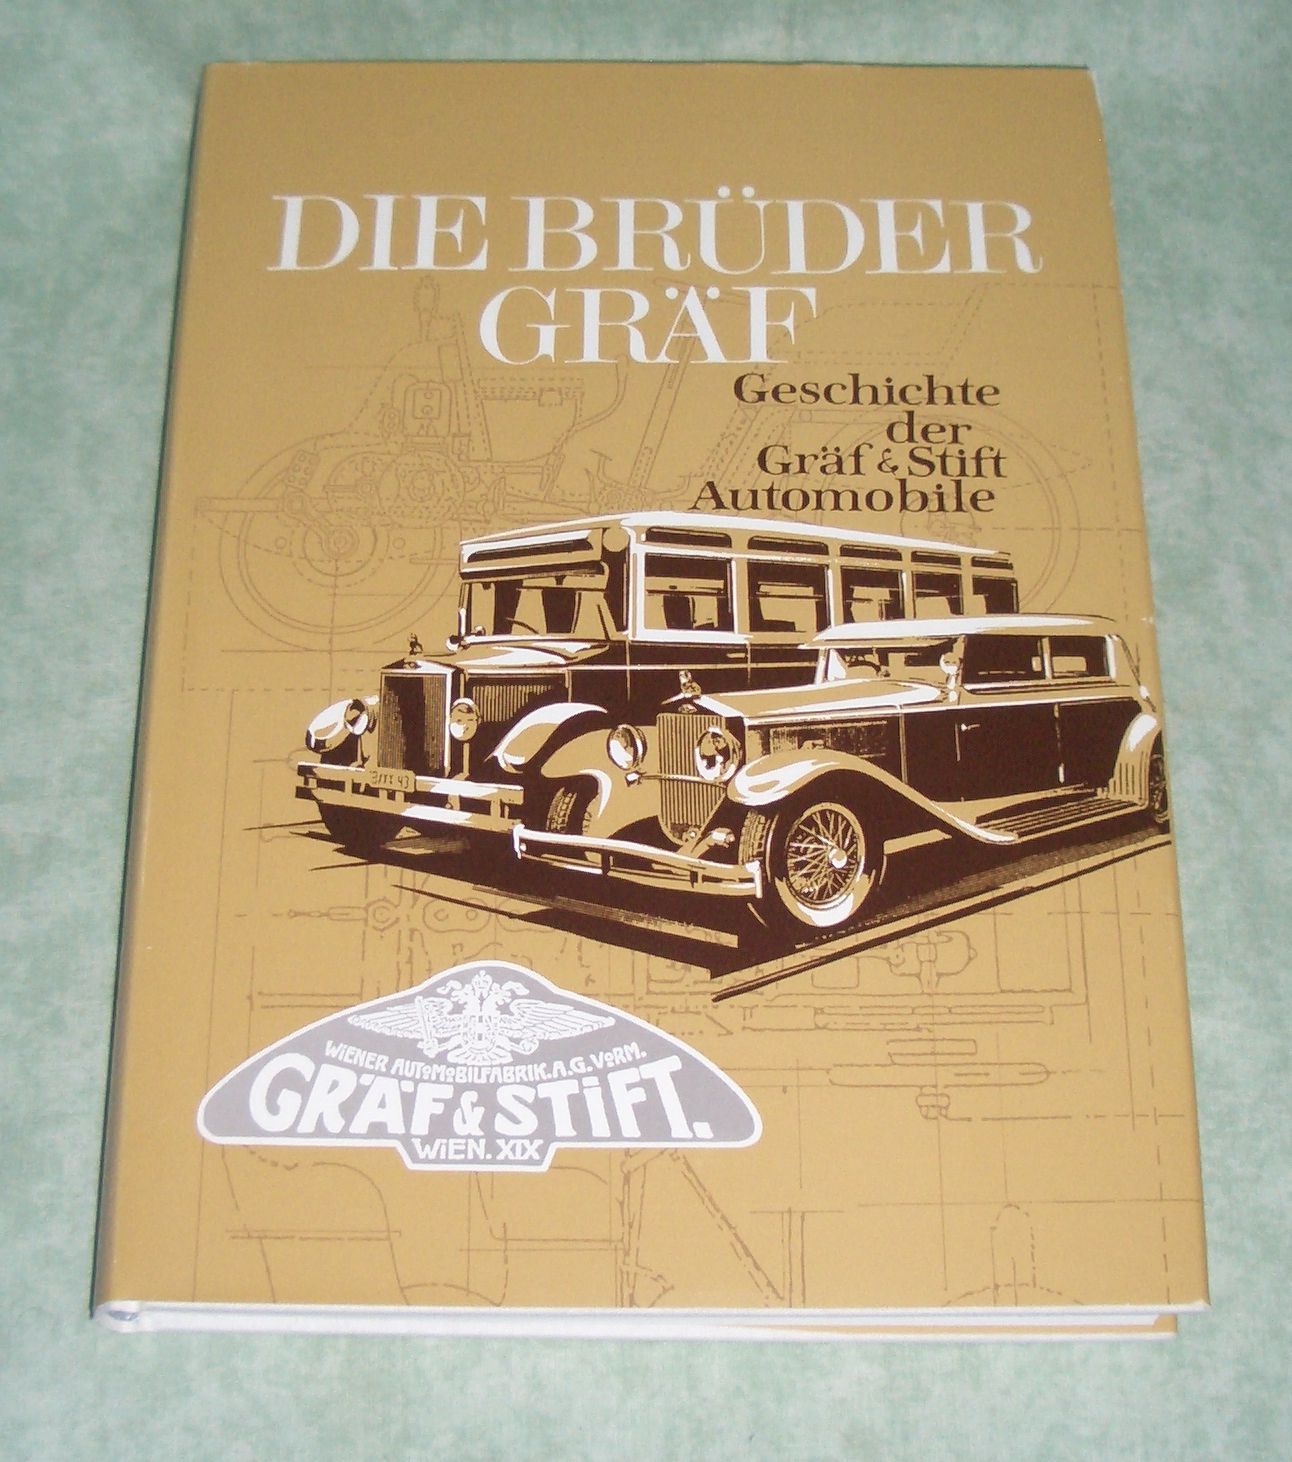 DIE BRÜDER
GRÄF
Geschichte
der
Gräf & Stift
Automobile
WIENER AUTOMOBILFABRIK. A.G. VORM.
GRÄF & STIFT.
WIEN. XIX